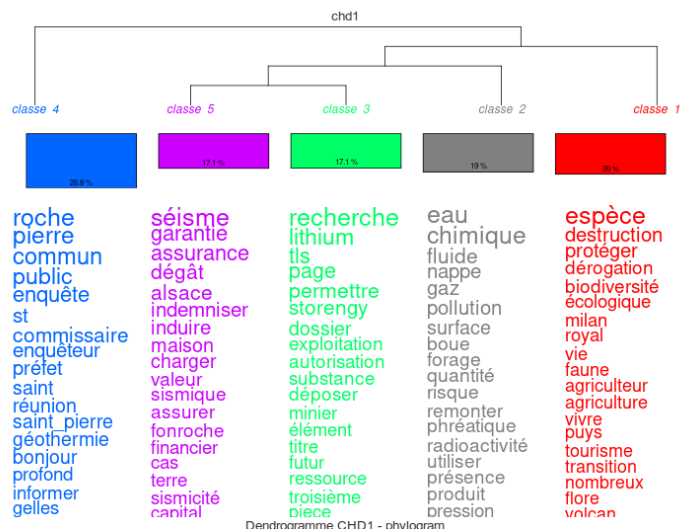 chd1
classe 4
classe 5
classe 3
classe 2
classe 1
26.8 %
17.1 %
17.1 %
19 %
20 %
roche
pierre
commun
public
enquête
st
commissaire
enquêteur
préfet
saint
réunion
saint_pierre
géothermie
bonjour
profond
informer
gelles
séisme
garantie
assurance
dégât
alsace
indemniser
induire
maison
charger
valeur
sismique
assurer
fonroche
financier
cas
terre
sismicité
capital
recherche
lithium
tls
page
permettre
storengy
dossier
exploitation
autorisation
substance
déposer
minier
élément
titre
futur
ressource
troisième
piece
eau
chimique
fluide
nappe
gaz
pollution
surface
boue
forage
quantité
risque
remonter
phréatique
radioactivité
utiliser
présence
produit
pression
espèce
destruction
protéger
dérogation
biodiversité
écologique
milan
royal
vie
faune
agriculteur
agriculture
vivre
puys
tourisme
transition
nombreux
flore
volcan
Dendrogramme CHD1 - phylogram